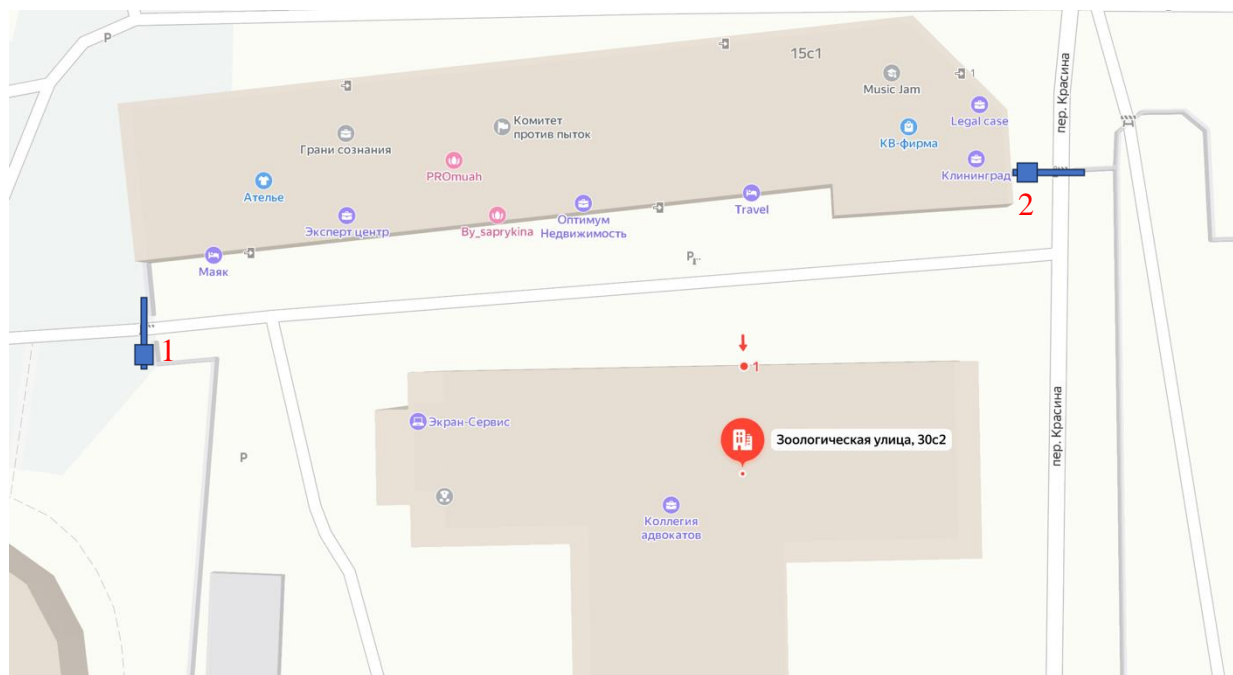 P
15с1
Music Jam
1
пер. Красина
Legal case
КВ-фирма
Клининград
2
Комитет
против пыток
Грани сознания
PROmuah
Ателье
Travel
Оптимум
Недвижимость
Эксперт центр
By_saprykina
Маяк
P
1
1
Экран-Сервис
Зоологическая улица, 30с2
пер. Красина
P
Коллегия
адвокатов